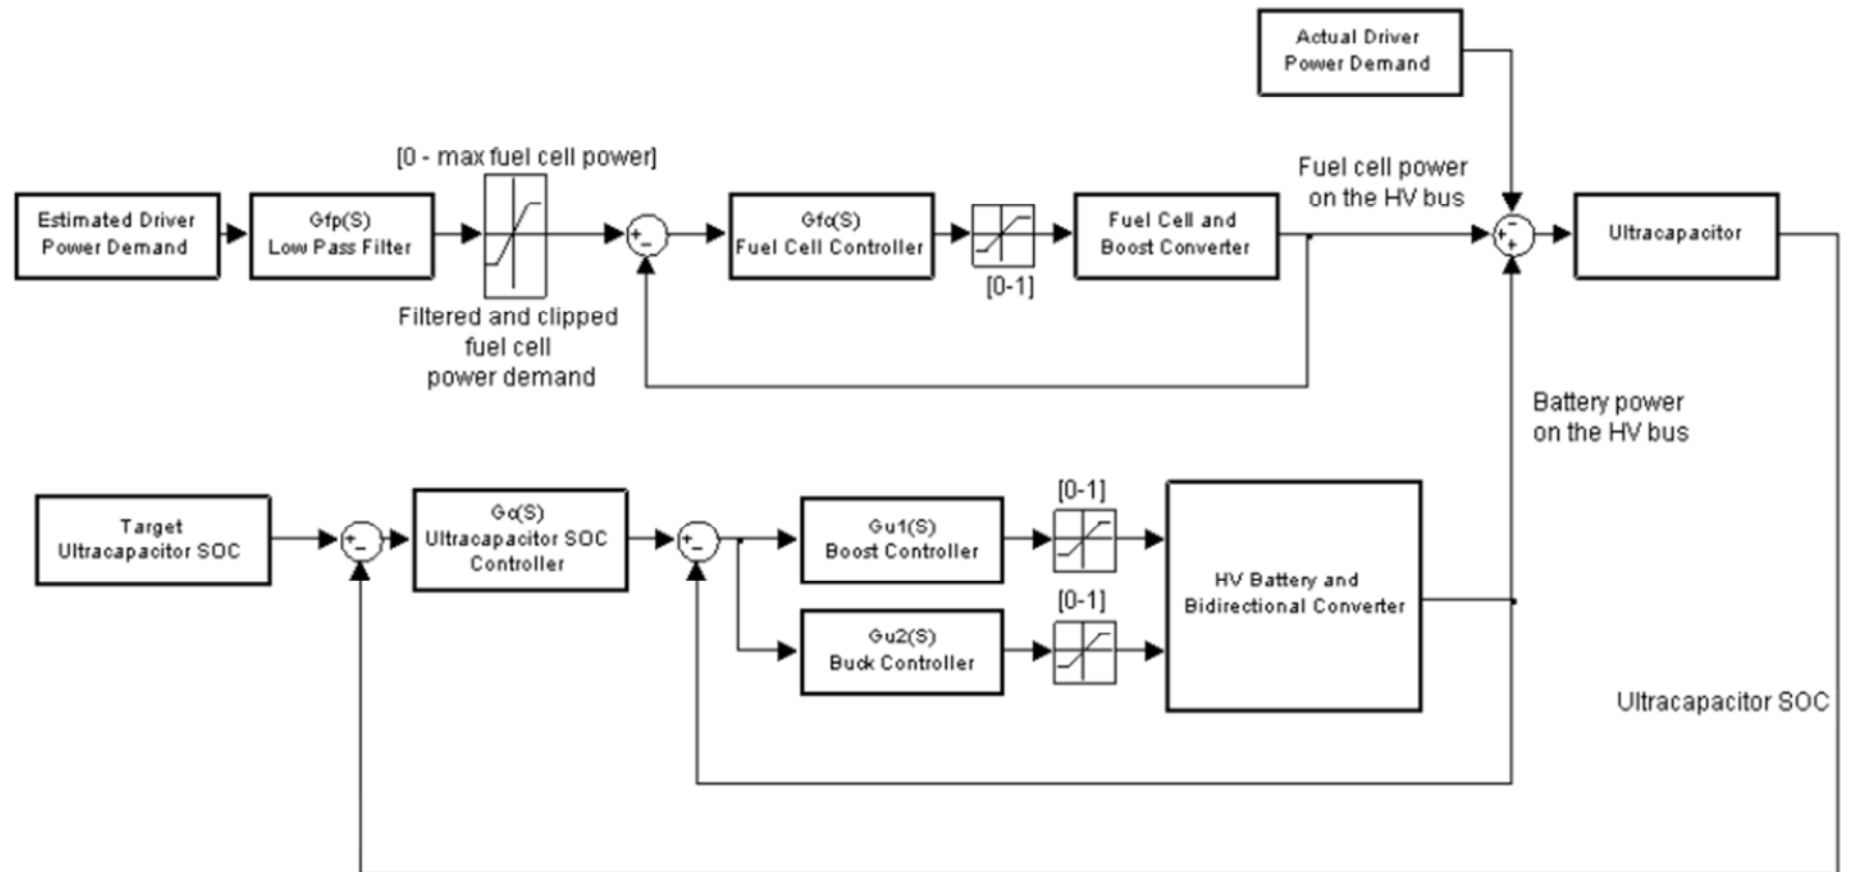 Actual Driver
Power Demand
[0 - max fuel cell power]
Fuel cell power
on the HV bus
Estimated Driver
Power Demand
Gfp(S)
Low Pass Filter
+
-
Gfc(S)
Fuel Cell Controller
Fuel Cell and
Boost Converter
-
+
+
Ultracapacitor
[0-1]
Filtered and clipped
fuel cell
power demand
Battery power
on the HV bus
Target
Ultracapacitor SOC
+
-
Gc(S)
Ultracapacitor SOC
Controller
+
-
Gu1(S)
Boost Controller
[0-1]
HV Battery and
Bidirectional Converter
[0-1]
Gu2(S)
Buck Controller
Ultracapacitor SOC